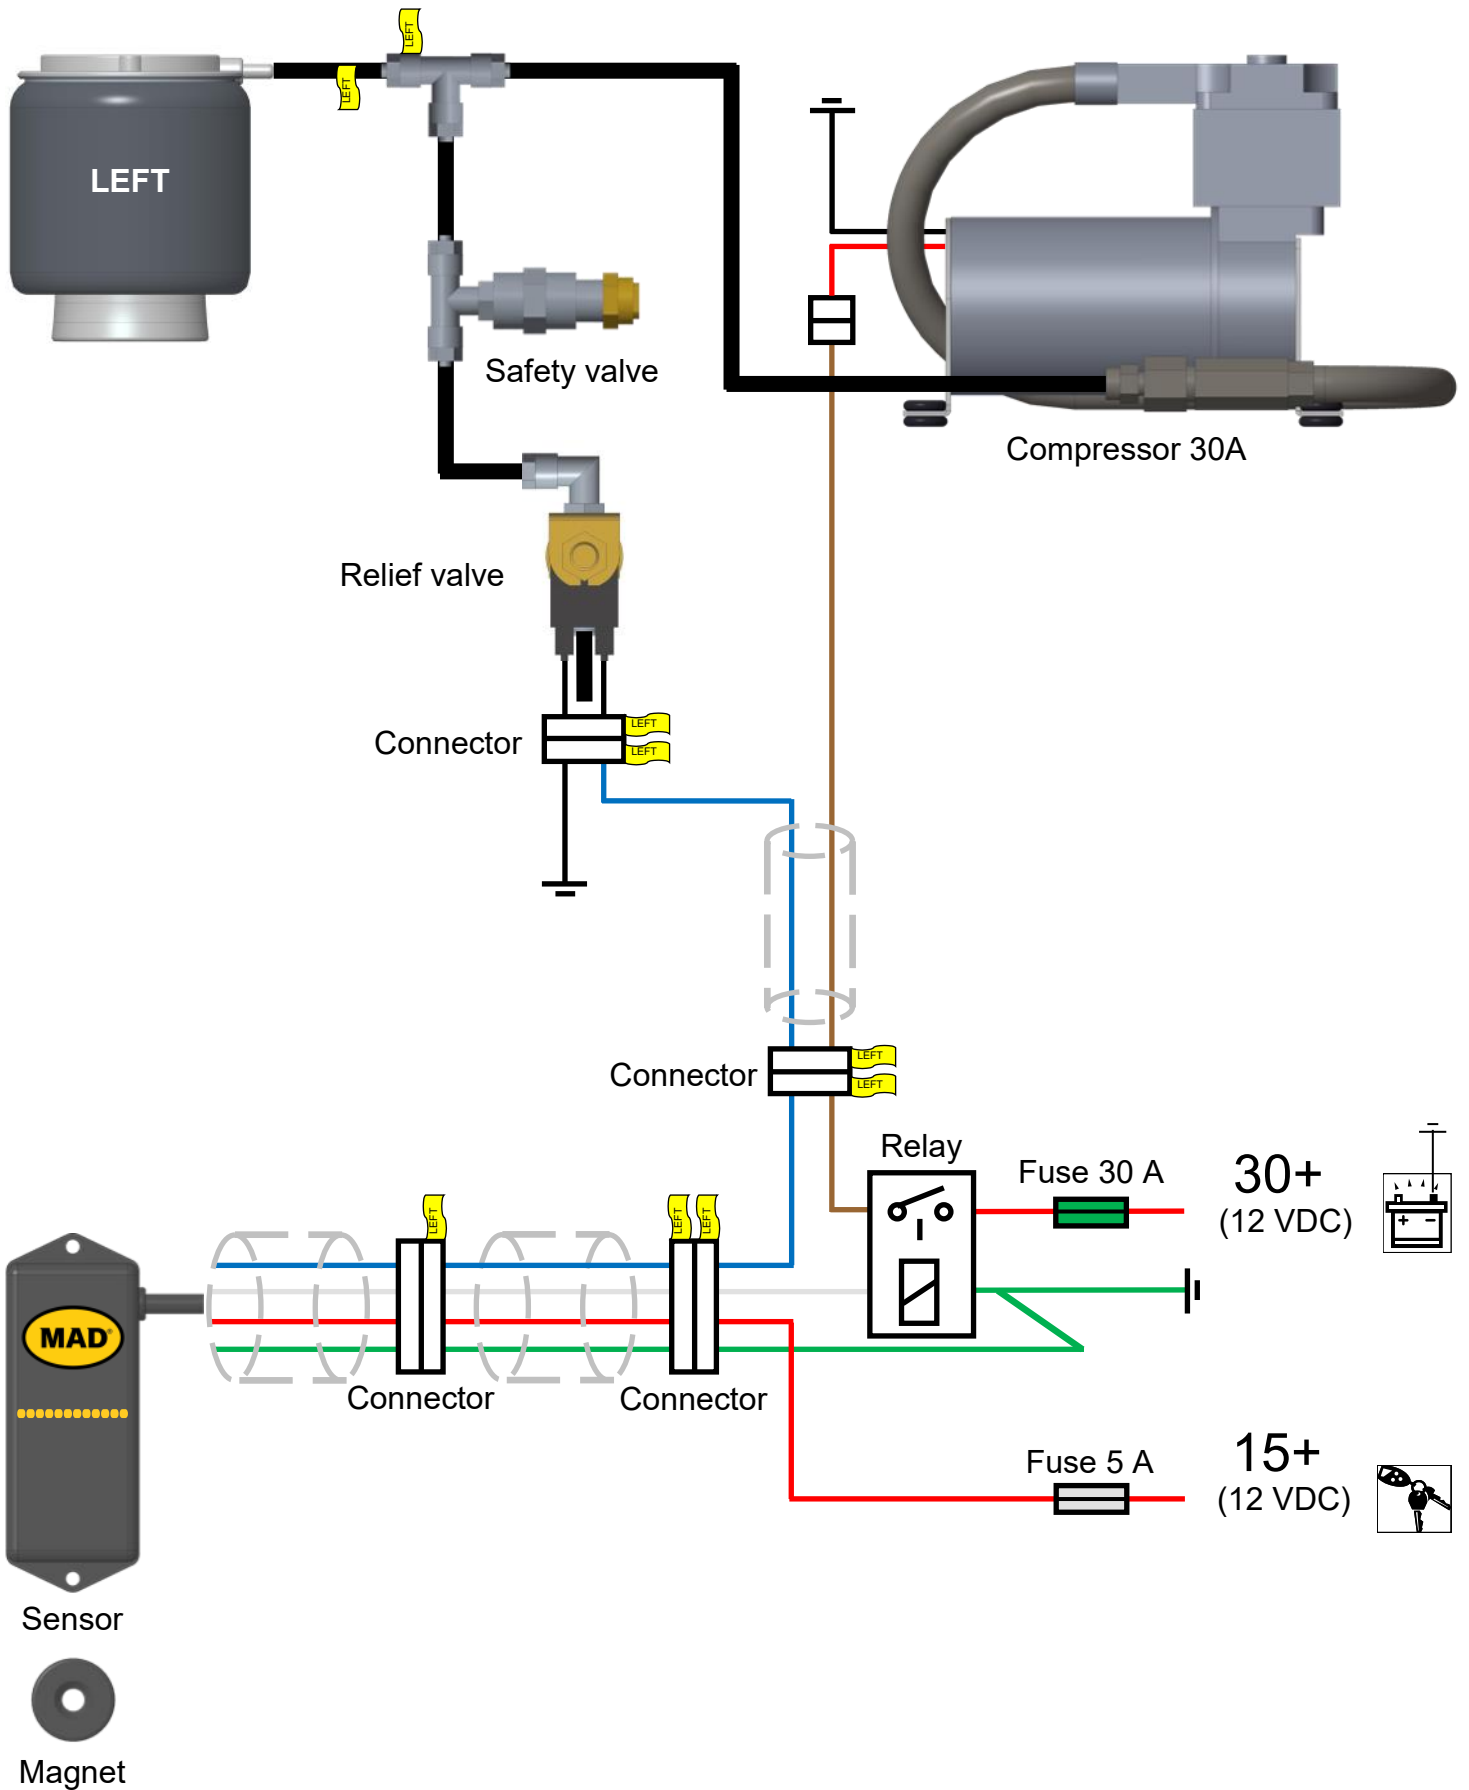 LEFT
LEFT
LEFT
Safety valve
Compressor 30A
Relief valve
Connector
LEFT
LEFT
Connector
LEFT
LEFT
Relay
Fuse 30 A
30+
(12 VDC)
LEFT
LEFT
LEFT
MAD®
Connector
Connector
Fuse 5 A
15+
(12 VDC)
Sensor
Magnet